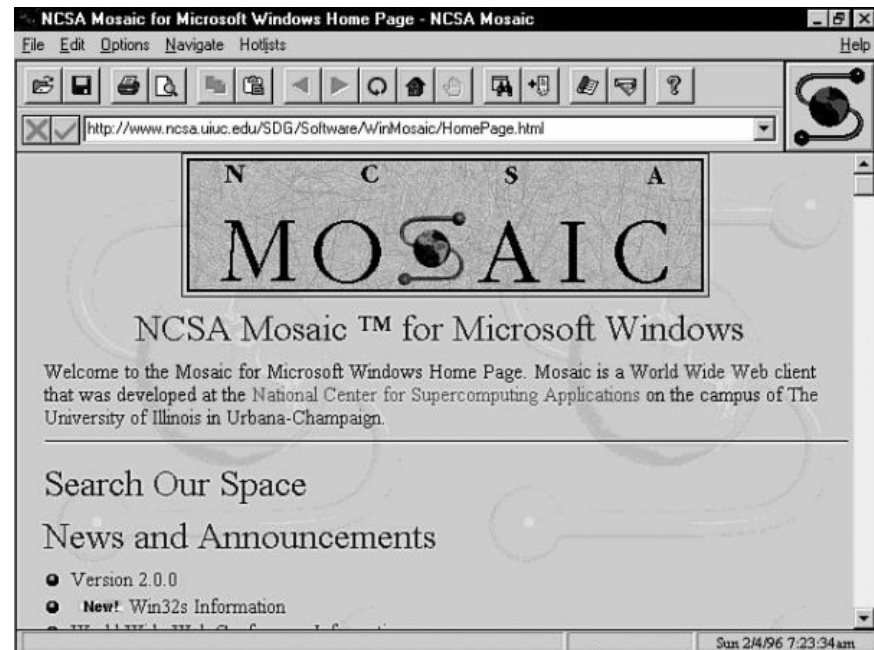 NCSA Mosaic for Microsoft Windows Home Page - NCSA Mosaic
File Edit Options Navigate Hotlists Help
http://www.ncsa.uiuc.edu/SDG/Software/WinMosaic/HomePage.html
N C S A
MOSAIC
NCSA Mosaic ™ for Microsoft Windows
Welcome to the Mosaic for Microsoft Windows Home Page. Mosaic is a World Wide Web client
that was developed at the National Center for Supercomputing Applications on the campus of The
University of Illinois in Urbana-Champaign.
Search Our Space
News and Announcements
Version 2.0.0
New! Win32s Information
Sun 2/4/96 7:23:34am